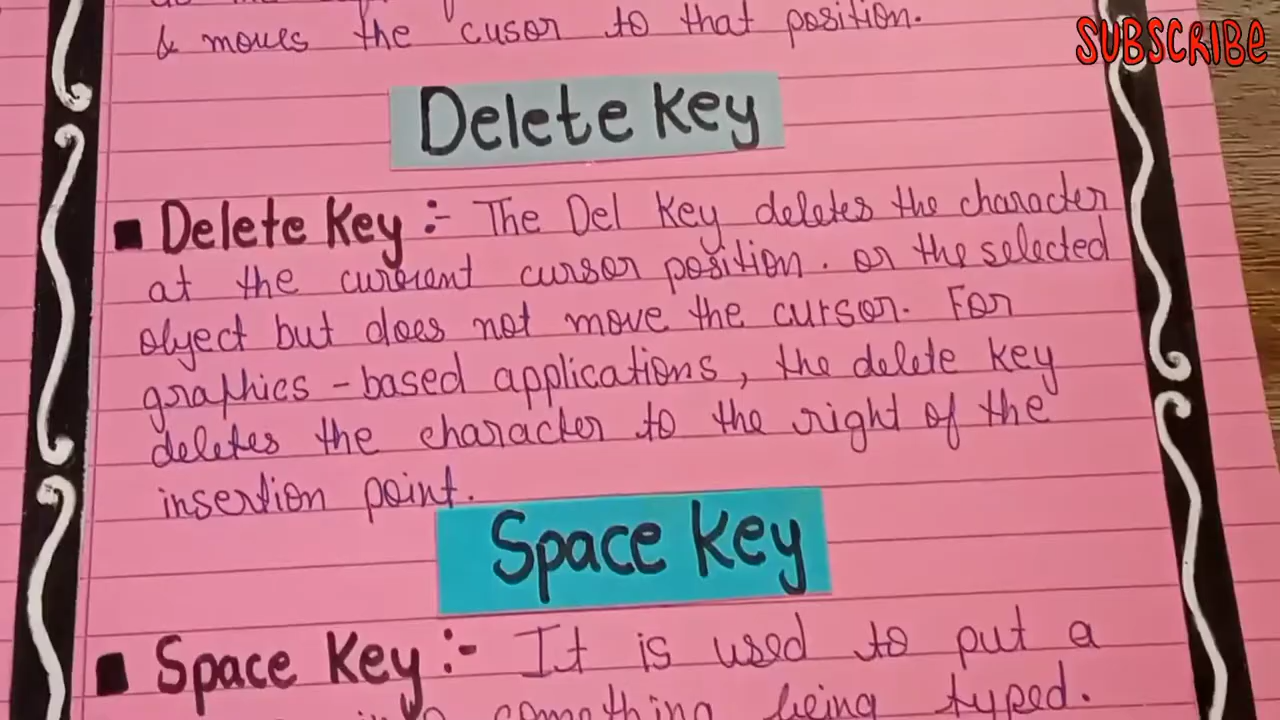 & moves the cusor to that position.
SUBSCRIBE
Delete Key
Delete Key :- The Del Key deletes the character
at the current cursor position. or the selected
object but does not move the cursor. For
graphics - based applications, the delete key
deletes the character to the right of the
insertion point.
Space Key
Space Key :- It is used to put a
something being typed.